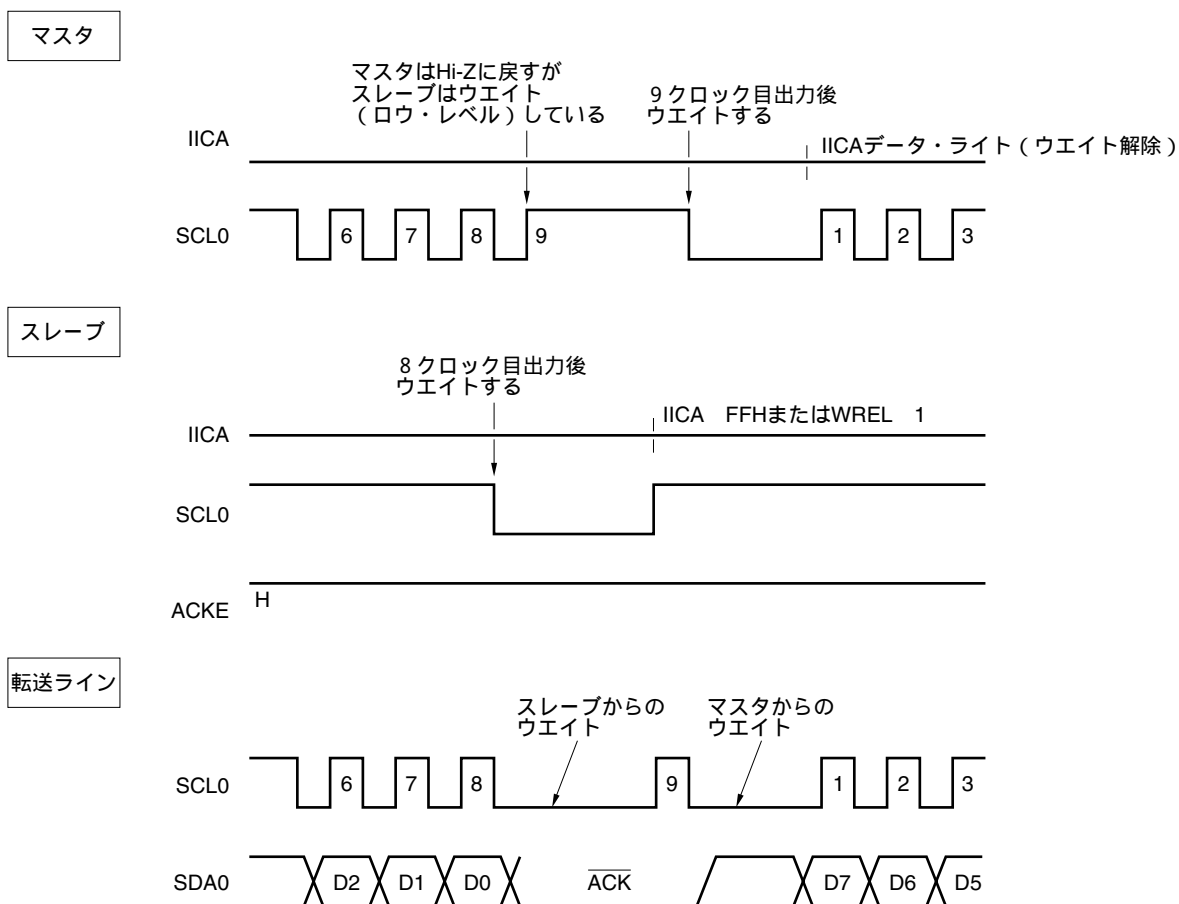 マスタ
マスタはHi-Zに戻すが
スレーブはウエイト
（ロウ・レベル）している
9クロック目出力後
ウエイトする
IICA
IICAデータ・ライト（ウエイト解除）
SCL0
6 7 8 9 1 2 3
スレーブ
8クロック目出力後
ウエイトする
IICA FFHまたはWREL 1
IICA
SCL0
H
ACKE
転送ライン
スレーブからの
ウエイト
マスタからの
ウエイト
SCL0
6 7 8 9 1 2 3
SDA0
D2 D1 D0 ACK D7 D6 D5